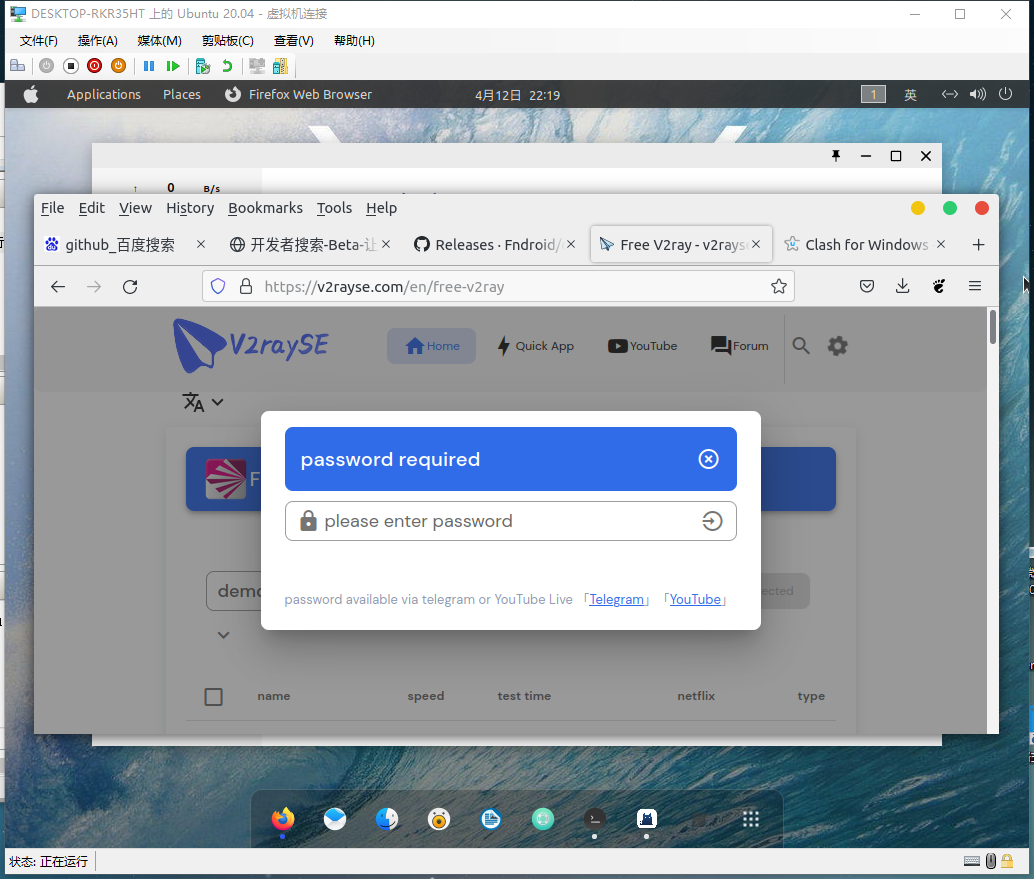 DESKTOP-RKR35HT 上的 Ubuntu 20.04 - 虚拟机连接
文件(F) 操作(A) 媒体(M) 剪贴板(C) 查看(V) 帮助(H)
Applications Places Firefox Web Browser 4月12日 22:19 1 英
↑ 0 B/s
File Edit View History Bookmarks Tools Help
github_百度搜索 开发者搜索-Beta-让 Releases · Fndroid/ Free V2ray - v2rayse Clash for Windows
https://v2rayse.com/en/free-v2ray
V2raySE Home Quick App YouTube Forum
F
password required
please enter password
demo ected
password available via telegram or YouTube Live 「Telegram」 「YouTube」
name speed test time netflix type
状态: 正在运行